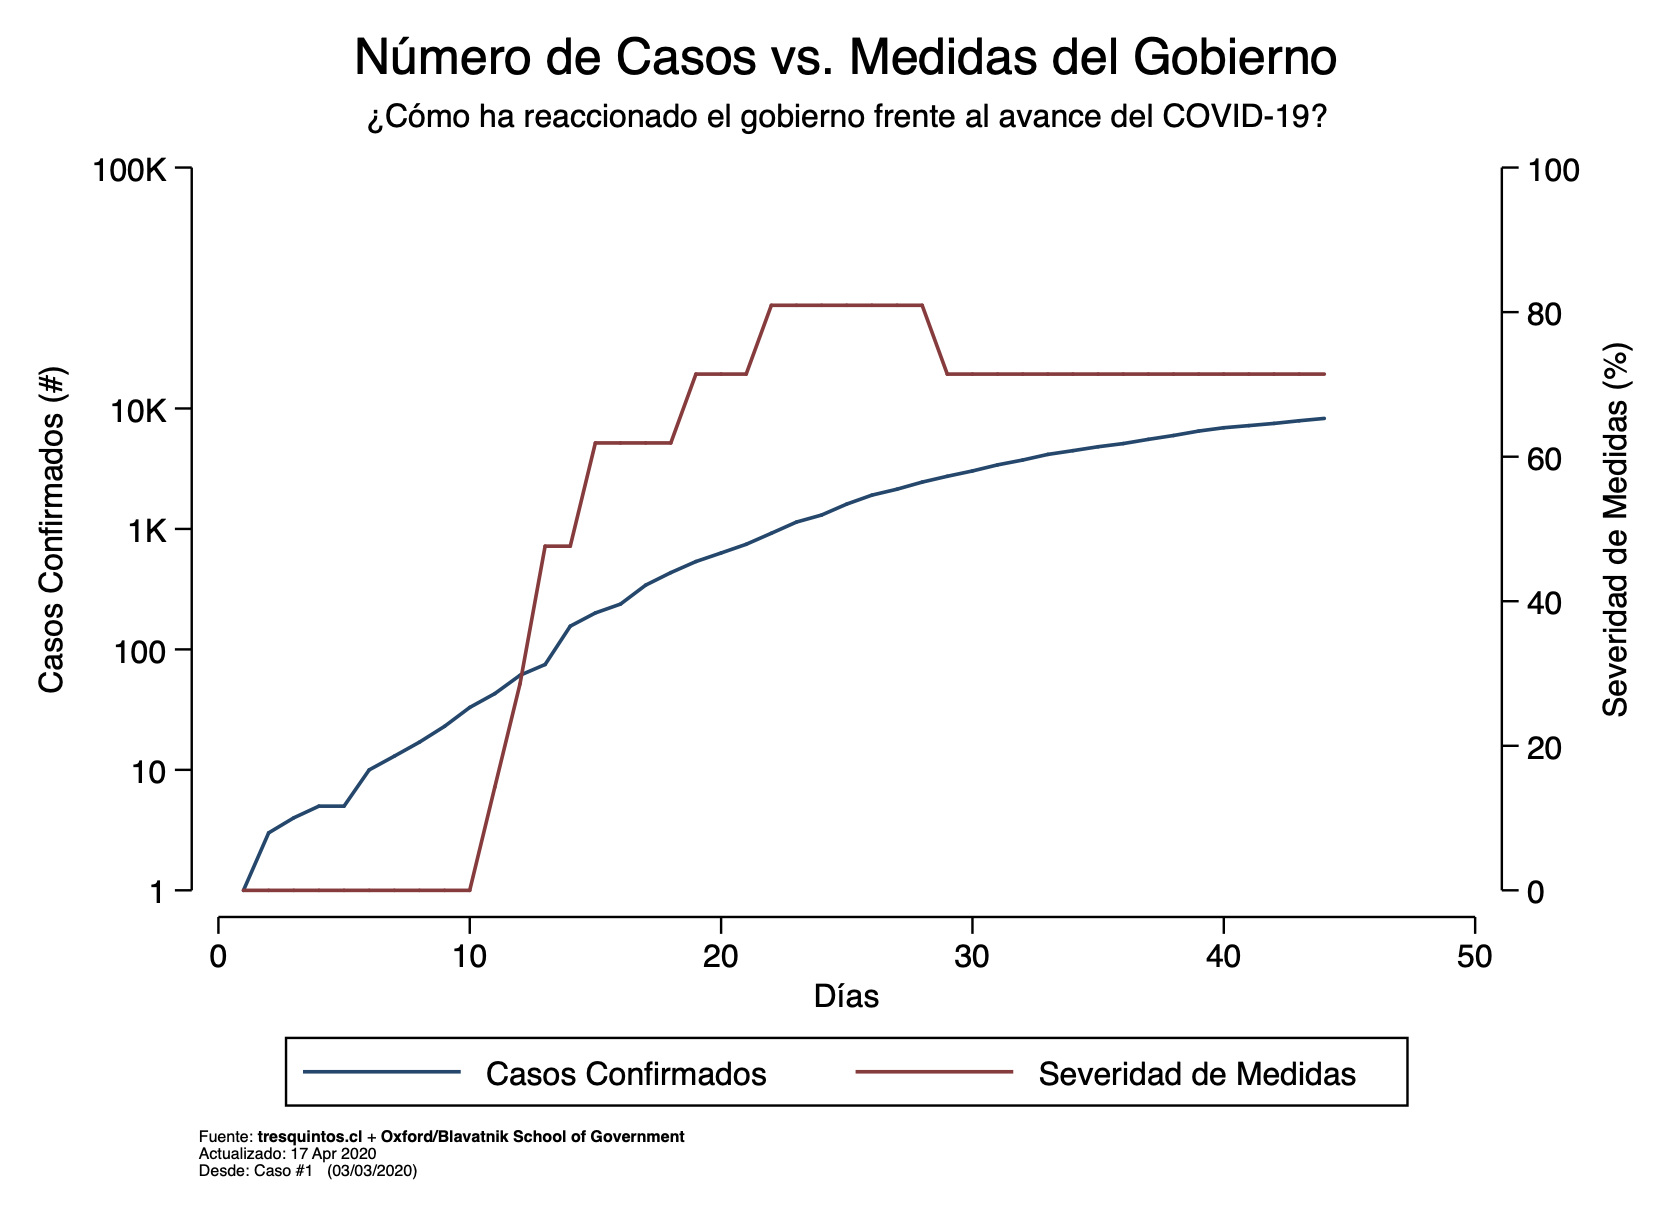 Número de Casos vs. Medidas del Gobierno
¿Cómo ha reaccionado el gobierno frente al avance del COVID-19?
Casos Confirmados (#)
100K
10K
1K
100
10
1
100
80
60
40
20
0
Severidad de Medidas (%)
0 10 20 30 40 50
Días
Casos Confirmados Severidad de Medidas
Fuente: tresquintos.cl + Oxford/Blavatnik School of Government
Actualizado: 17 Apr 2020
Desde: Caso #1 (03/03/2020)